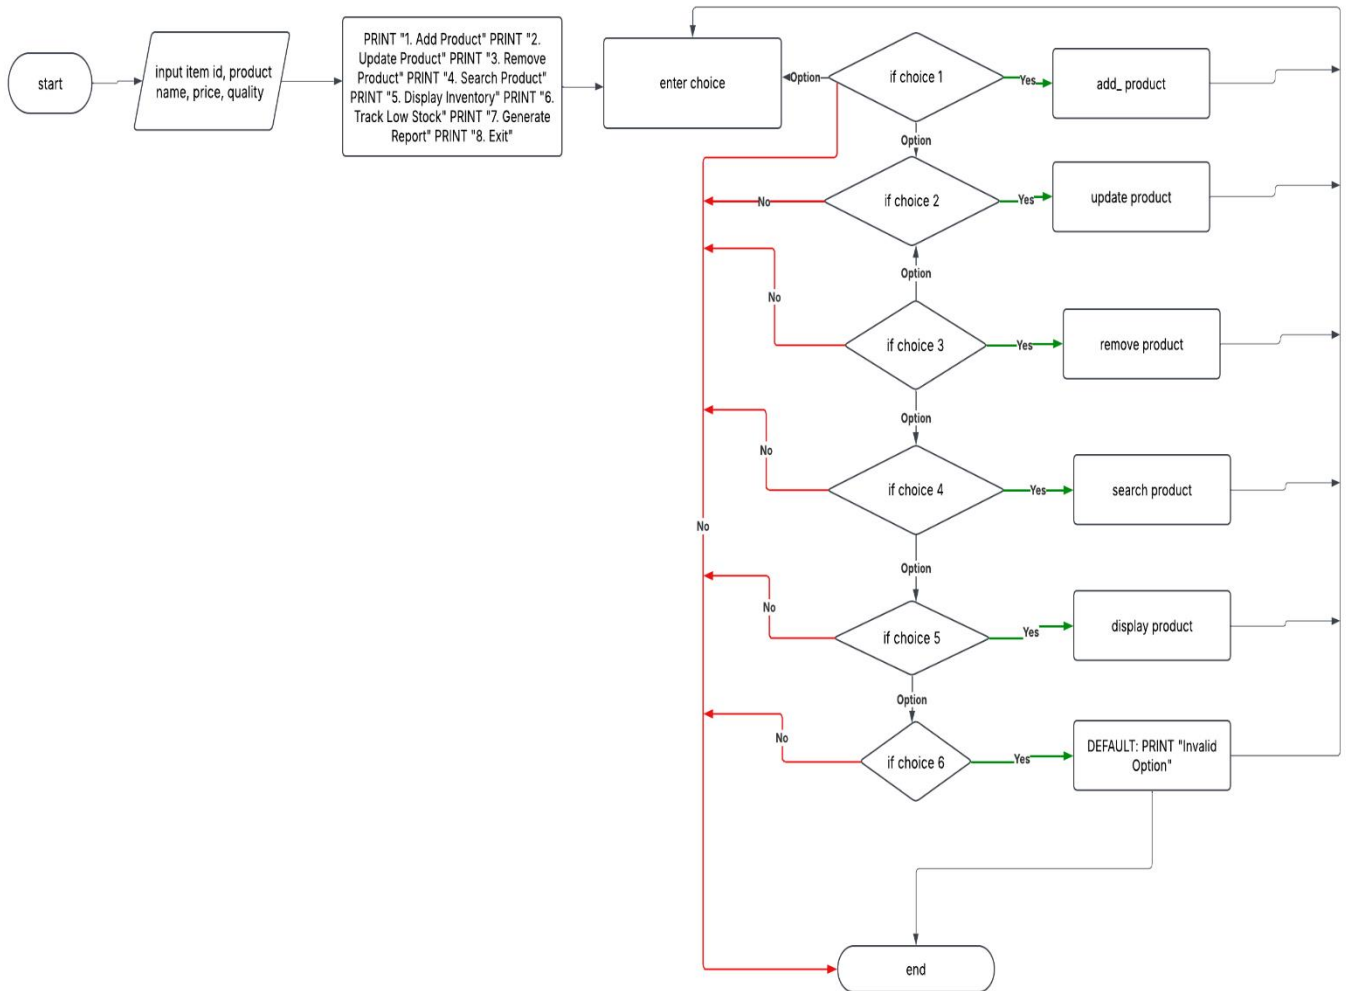 start
input item id, product
name, price, quality
PRINT "1. Add Product" PRINT "2.
Update Product" PRINT "3. Remove
Product" PRINT "4. Search Product"
PRINT "5. Display Inventory" PRINT "6.
Track Low Stock" PRINT "7. Generate
Report" PRINT "8. Exit"
enter choice
Option
if choice 1
Yes
add_ product
Option
No
if choice 2
Yes
update product
Option
No
if choice 3
Yes
remove product
Option
No
if choice 4
Yes
search product
No
Option
No
if choice 5
Yes
display product
Option
No
if choice 6
Yes
DEFAULT: PRINT "Invalid
Option"
end